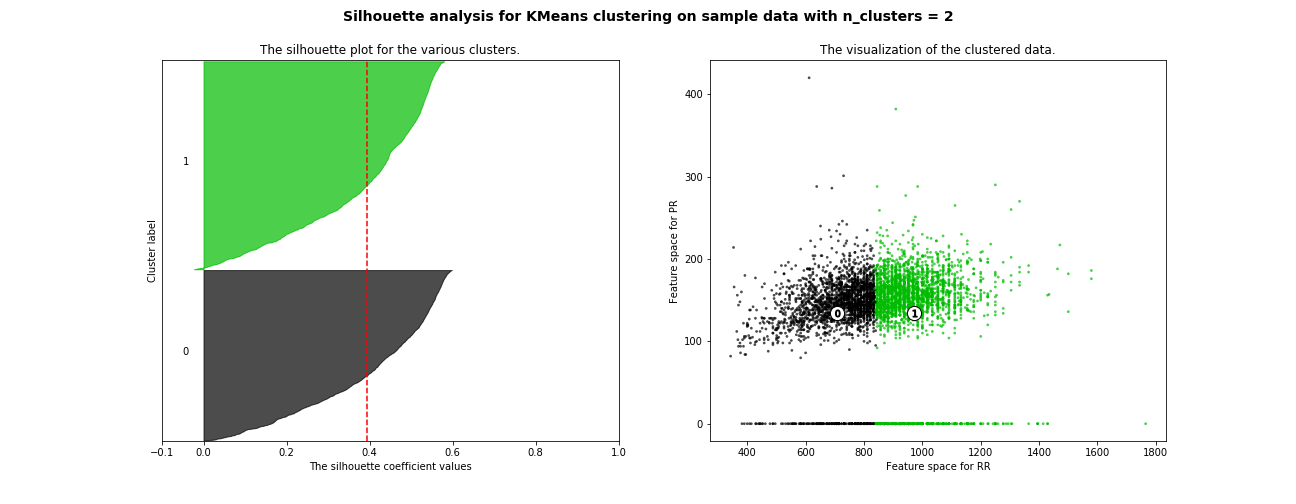 Silhouette analysis for KMeans clustering on sample data with n_clusters = 2
The silhouette plot for the various clusters.
Cluster label
1
0
−0.1 0.0 0.2 0.4 0.6 0.8 1.0
The silhouette coefficient values
The visualization of the clustered data.
Feature space for PR
400
300
200
100
0
0 1
400 600 800 1000 1200 1400 1600 1800
Feature space for RR